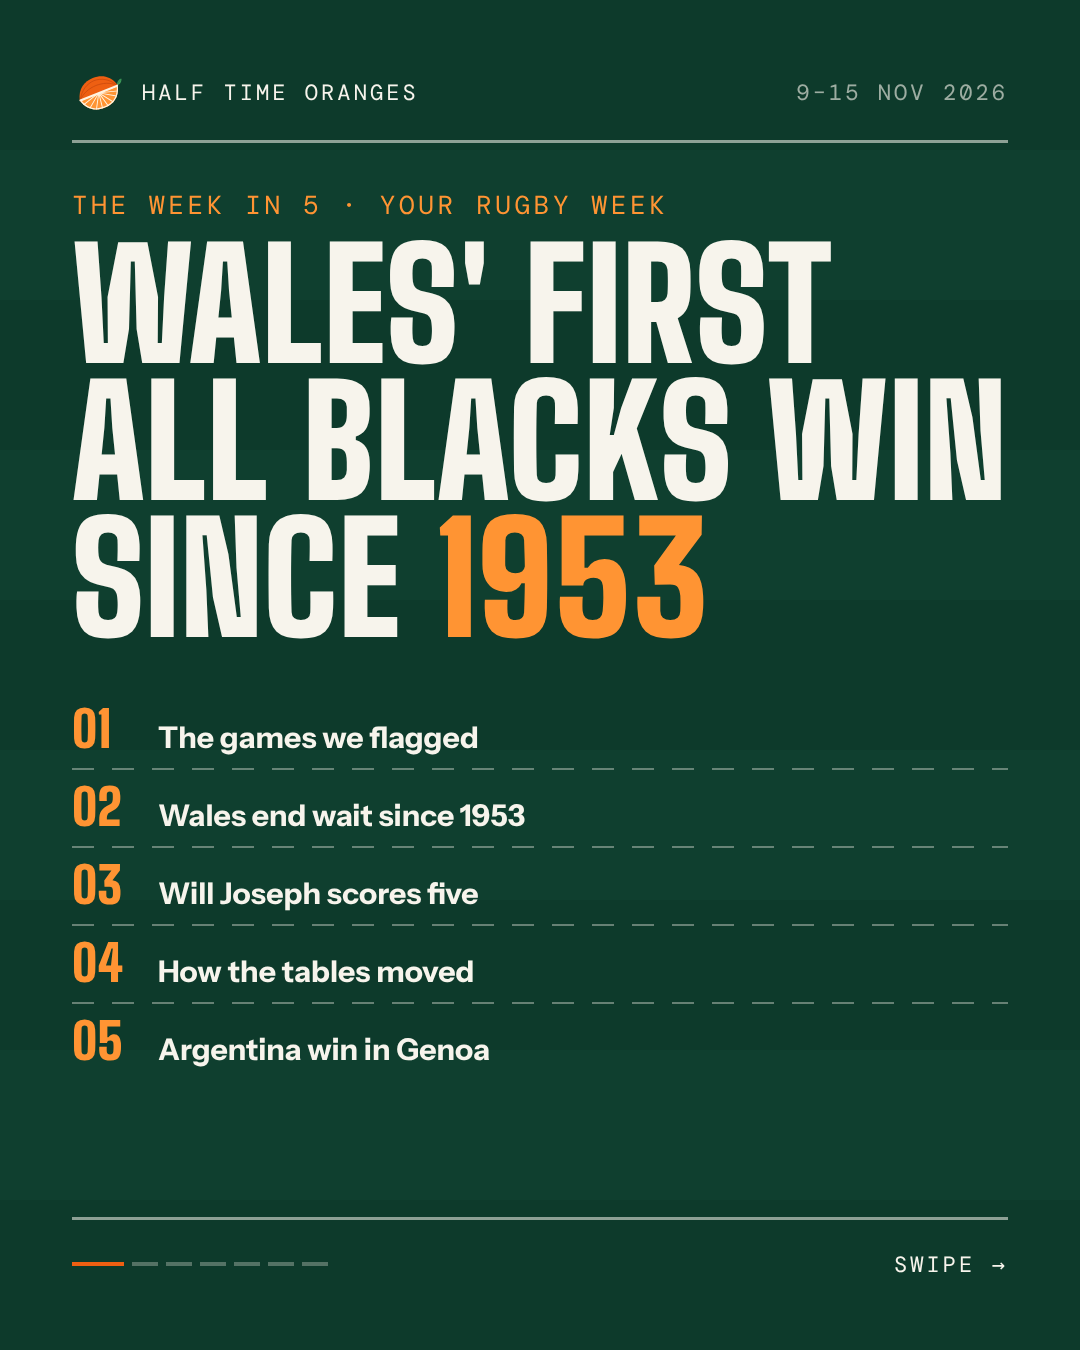 HALF TIME ORANGES
9–15 NOV 2026
THE WEEK IN 5 · YOUR RUGBY WEEK
WALES' FIRST
ALL BLACKS WIN
SINCE 1953
01 The games we flagged
02 Wales end wait since 1953
03 Will Joseph scores five
04 How the tables moved
05 Argentina win in Genoa
SWIPE →